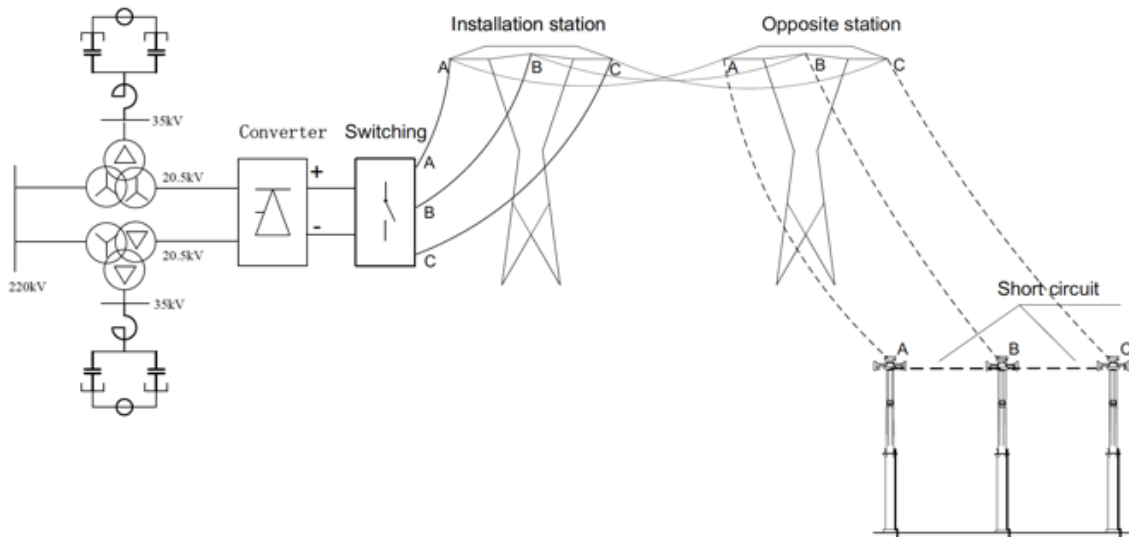 Installation station
Opposite station
A
B
C
A
B
C
35kV
Converter
Switching
20.5kV
+
A
B
-
20.5kV
C
220kV
35kV
Short circuit
A
B
C